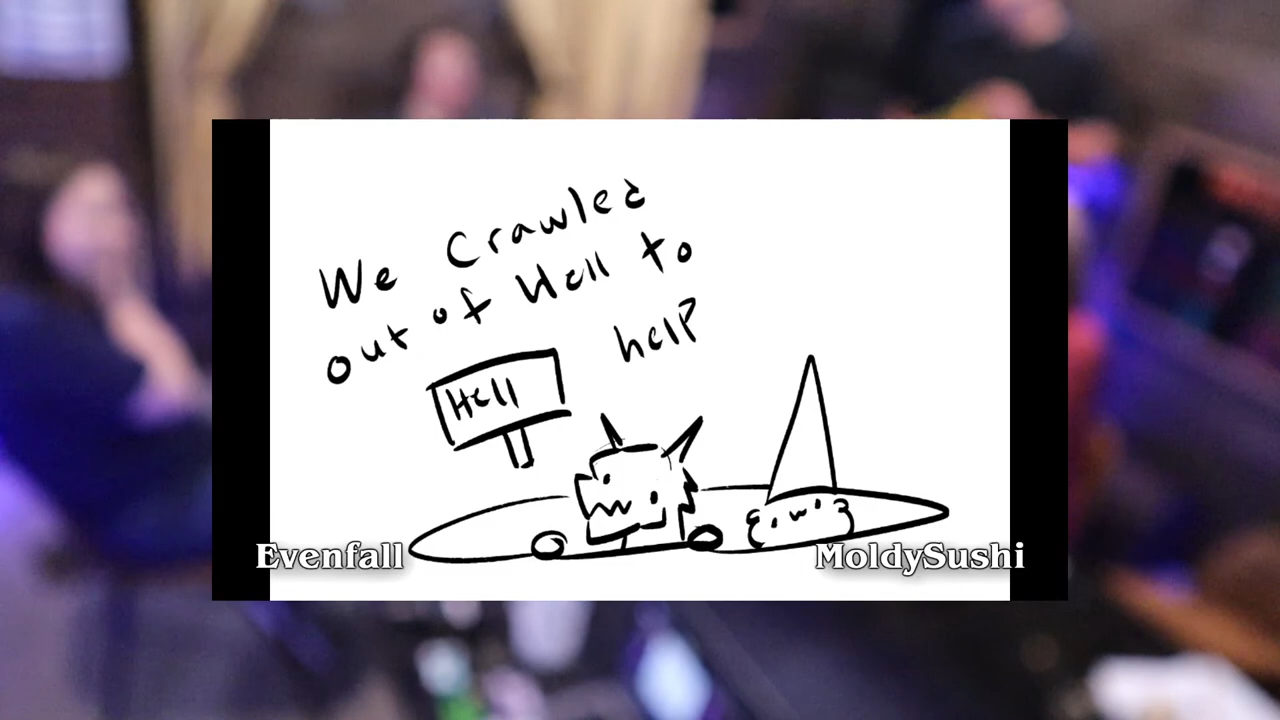 We Crawled
out of Hell to
help
Hell
Evenfall
MoldySushi